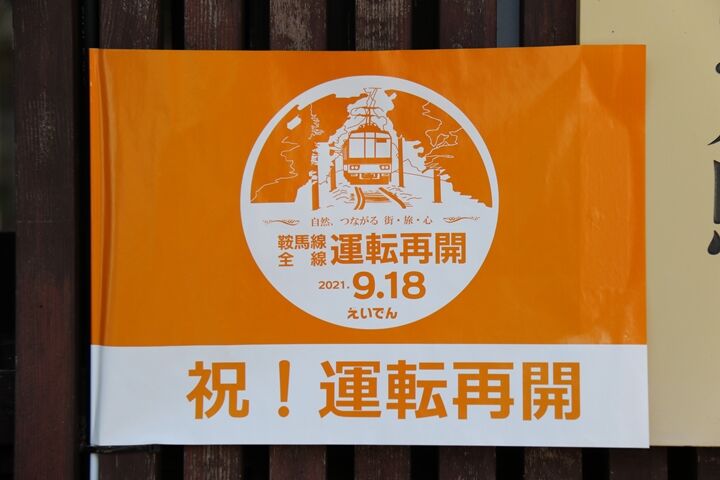 自然、つながる 街・旅・心
鞍馬線
全線
運転再開
2021. 9.18
えいでん
祝！運転再開